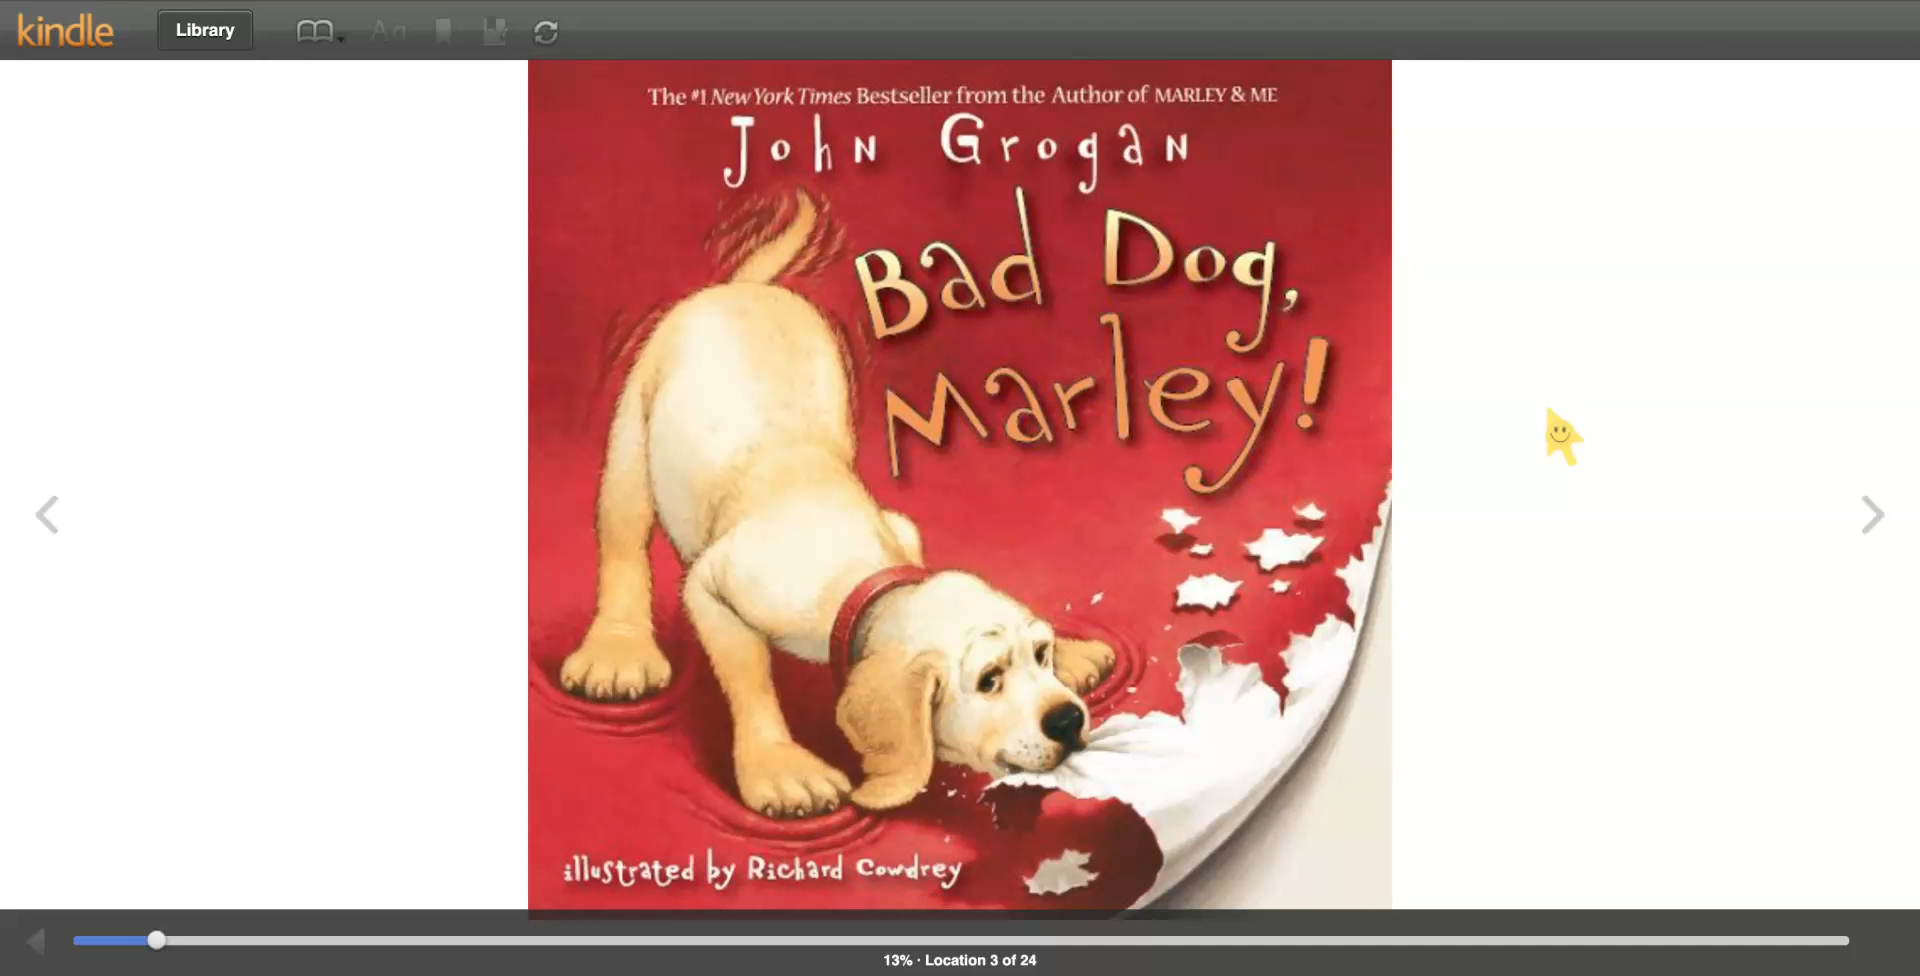 kindle
Library
Aa
The #1 New York Times Bestseller from the Author of MARLEY & ME
John Grogan
Bad Dog,
Marley!
illustrated by Richard Cowdrey
13% · Location 3 of 24